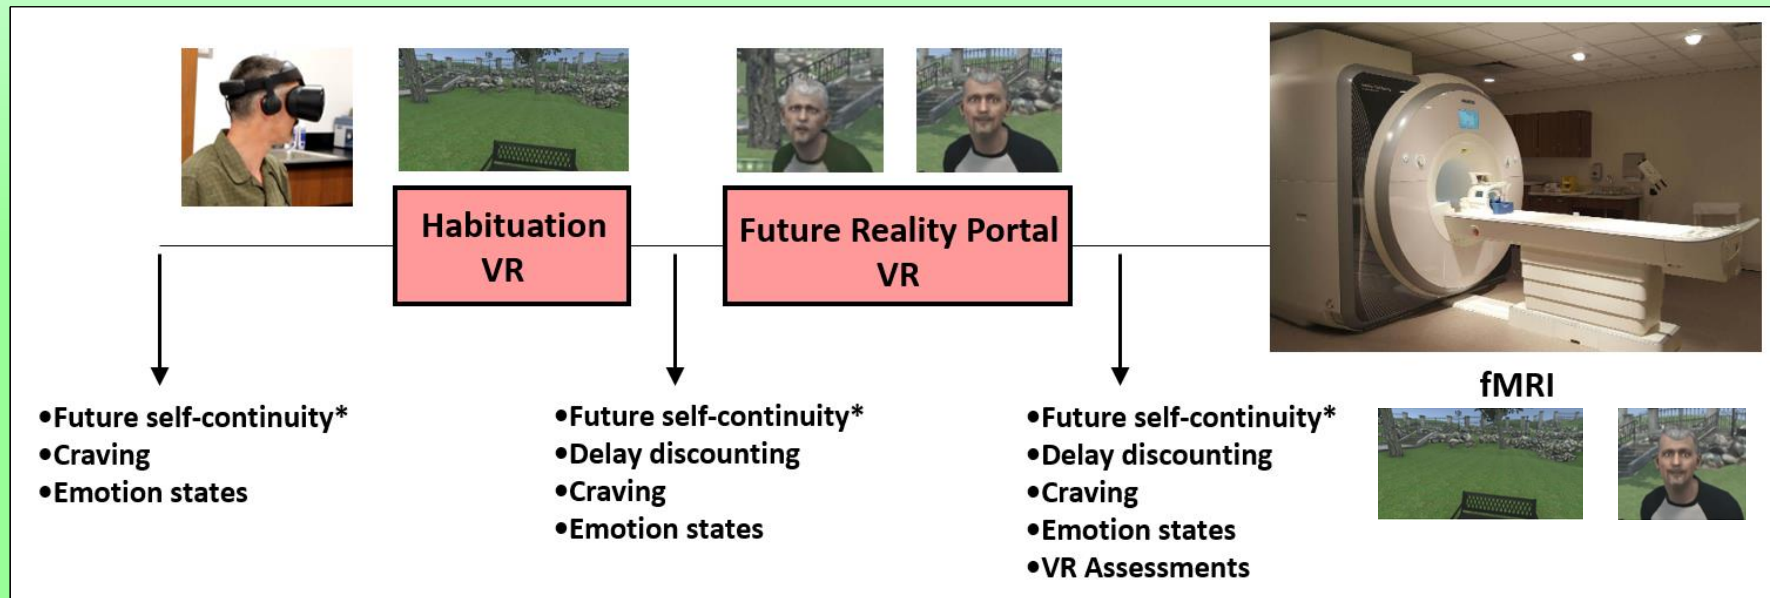 Habituation
VR
Future Reality Portal
VR
•Future self-continuity*
•Craving
•Emotion states
•Future self-continuity*
•Delay discounting
•Craving
•Emotion states
•Future self-continuity*
•Delay discounting
•Craving
•Emotion states
•VR Assessments
fMRI